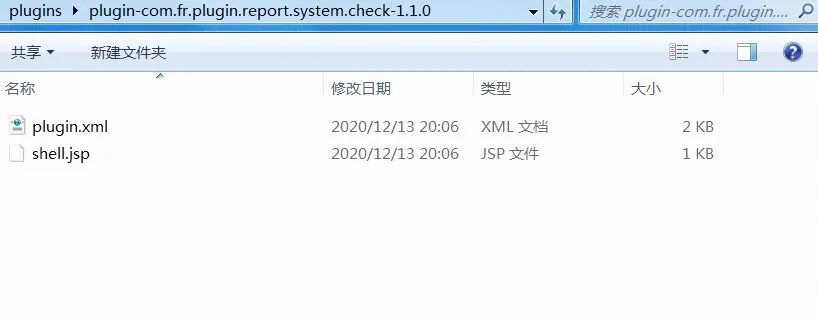 plugins ▸ plugin-com.fr.plugin.report.system.check-1.1.0
搜索 plugin-com.fr.plugin....
共享 新建文件夹
名称 修改日期 类型 大小
plugin.xml 2020/12/13 20:06 XML 文档 2 KB
shell.jsp 2020/12/13 20:06 JSP 文件 1 KB